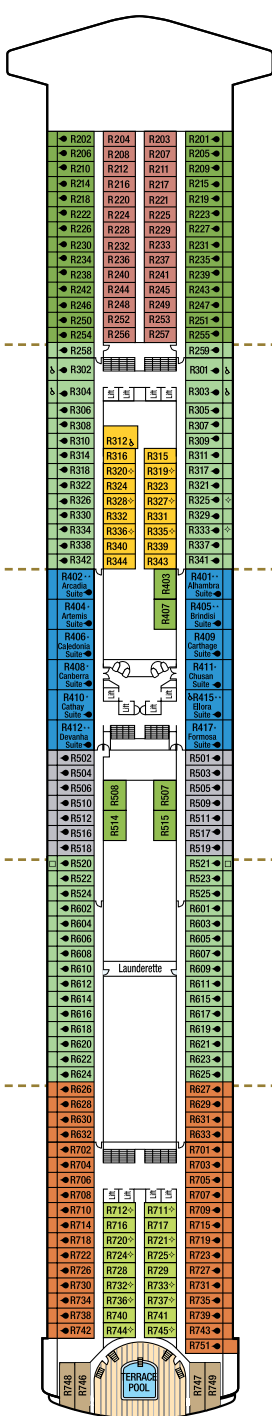 R202 R204 R203 R201
R206 R208 R207 R205
R210 R212 R211 R209
R214 R216 R217 R215
R218 R220 R221 R219
R222 R224 R225 R223
R226 R228 R229 R227
R230 R232 R233 R231
R234 R236 R237 R235
R238 R240 R241 R239
R242 R244 R245 R243
R246 R248 R249 R247
R250 R252 R253 R251
R254 R256 R257 R255
R258 R259
R302 R301
Lift Lift Lift Lift
R304 R303
R306 R305
R308 R307
R310 R312 R309
R314 R316 R315 R311
R318 R320 R319 R317
R322 R324 R323 R321
R326 R328 R327 R325
R330 R332 R331 R329
R334 R336 R335 R333
R338 R340 R339 R337
R342 R344 R343 R341
R402 Arcadia Suite R403 R401 Alhambra Suite
R404 Artemis Suite R407 R405 Brindisi Suite
R406 Caledonia Suite R409 Carthage Suite
R408 Canberra Suite R411 Chusan Suite
R410 Cathay Suite Lift Lift Lift Lift R415 Ellora Suite
R412 Devanha Suite R417 Formosa Suite
R502 R501
R504 R503
R506 R508 R507 R505
R510 R509
R512 R514 R515 R511
R516 R517
R518 R519
R520 R521
R522 R523
R524 R525
R602 R601
R604 R603
R606 R605
R608 R607
R610 Launderette R609
R612 R611
R614 R615
R616 R617
R618 R619
R620 R621
R622 R623
R624 R625
R626 R627
R628 R629
R630 R631
R632 R633
R702 R701
R704 R703
R706 R705
R708 Lift Lift Lift Lift R707
R710 R712 R711 R709
R714 R716 R717 R715
R718 R720 R721 R719
R722 R724 R725 R723
R726 R728 R729 R727
R730 R732 R733 R731
R734 R736 R737 R735
R738 R740 R741 R739
R742 R744 R745 R743
R751
R748 R746 TERRACE POOL R747 R749